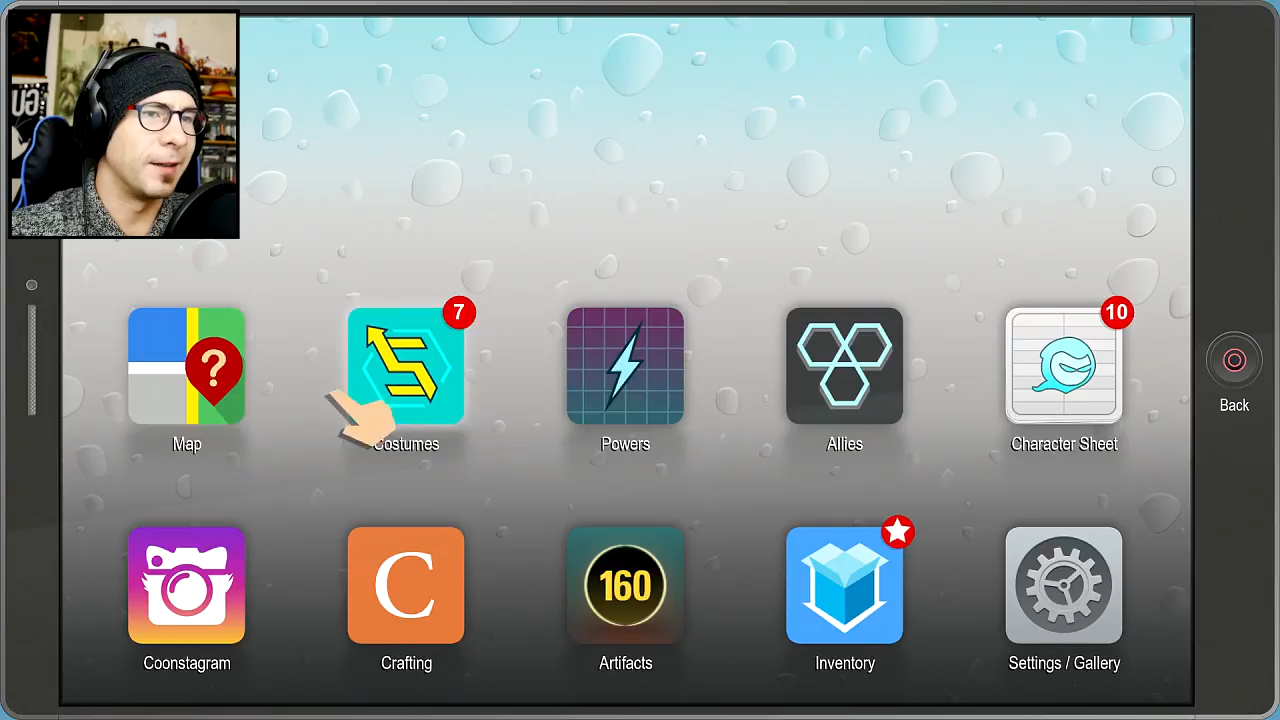 7
10
?
Map
Costumes
Powers
Allies
Character Sheet
Back
C
160
Coonstagram
Crafting
Artifacts
Inventory
Settings / Gallery